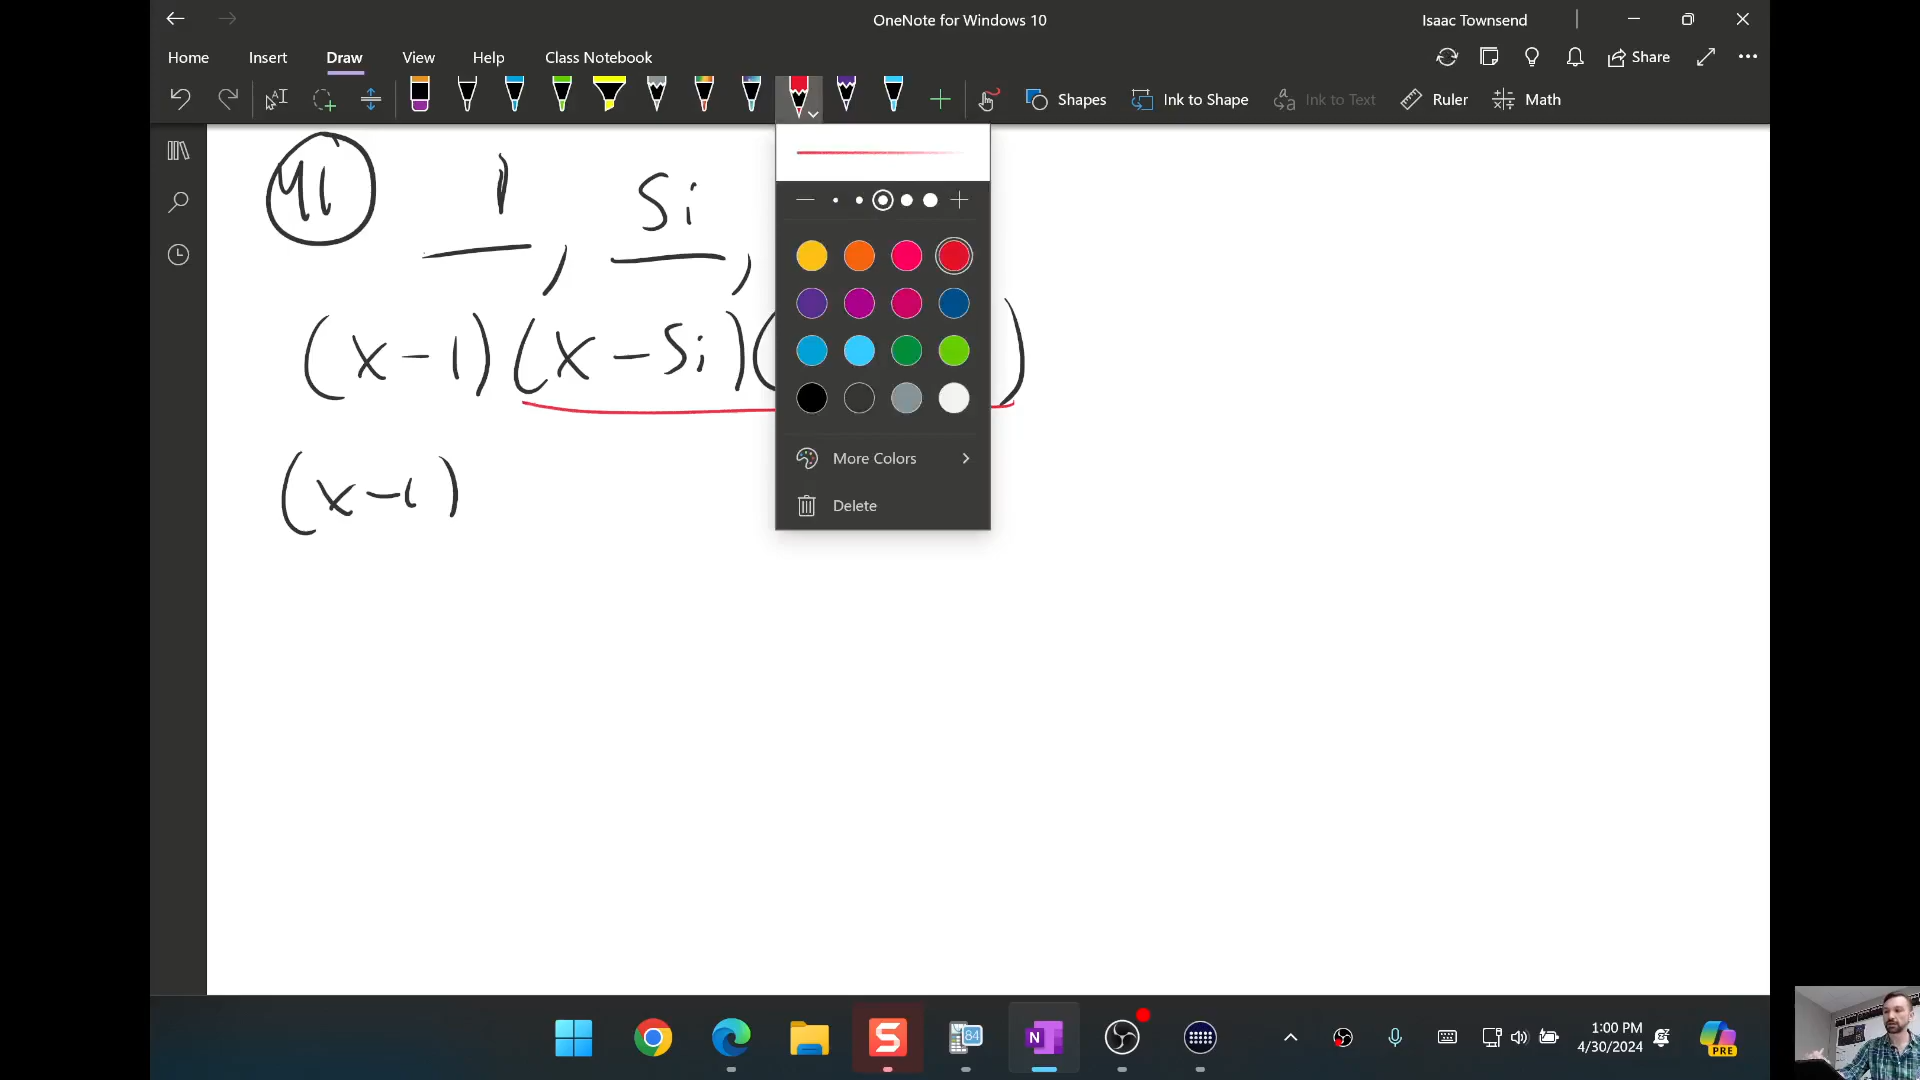 OneNote for Windows 10
Isaac Townsend
Home Insert Draw View Help Class Notebook
Share
Shapes Ink to Shape Ink to Text Ruler Math
41 1, 5i,
(x-1)(x-5i)( )
(x-1)
More Colors
Delete
84
N
1:00 PM
4/30/2024
PRE